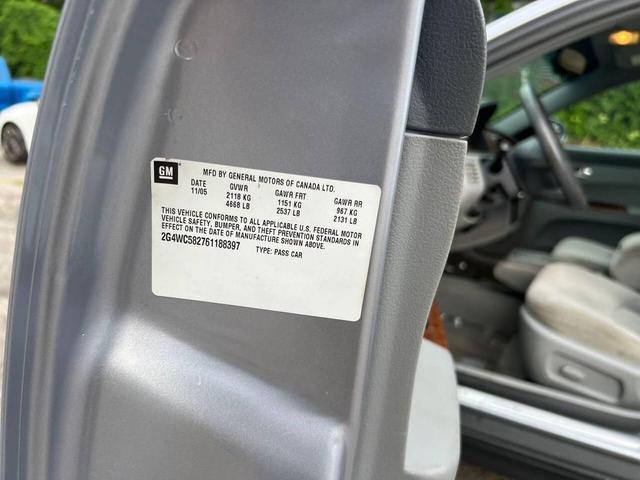 GM
MFD BY GENERAL MOTORS OF CANADA LTD.
DATE GVWR GAWR FRT GAWR RR
11/05 2118 KG 1151 KG 967 KG
4668 LB 2537 LB 2131 LB
THIS VEHICLE CONFORMS TO ALL APPLICABLE U.S. FEDERAL MOTOR
VEHICLE SAFETY, BUMPER, AND THEFT PREVENTION STANDARDS IN
EFFECT ON THE DATE OF MANUFACTURE SHOWN ABOVE.
2G4WC582761188397 TYPE: PASS CAR